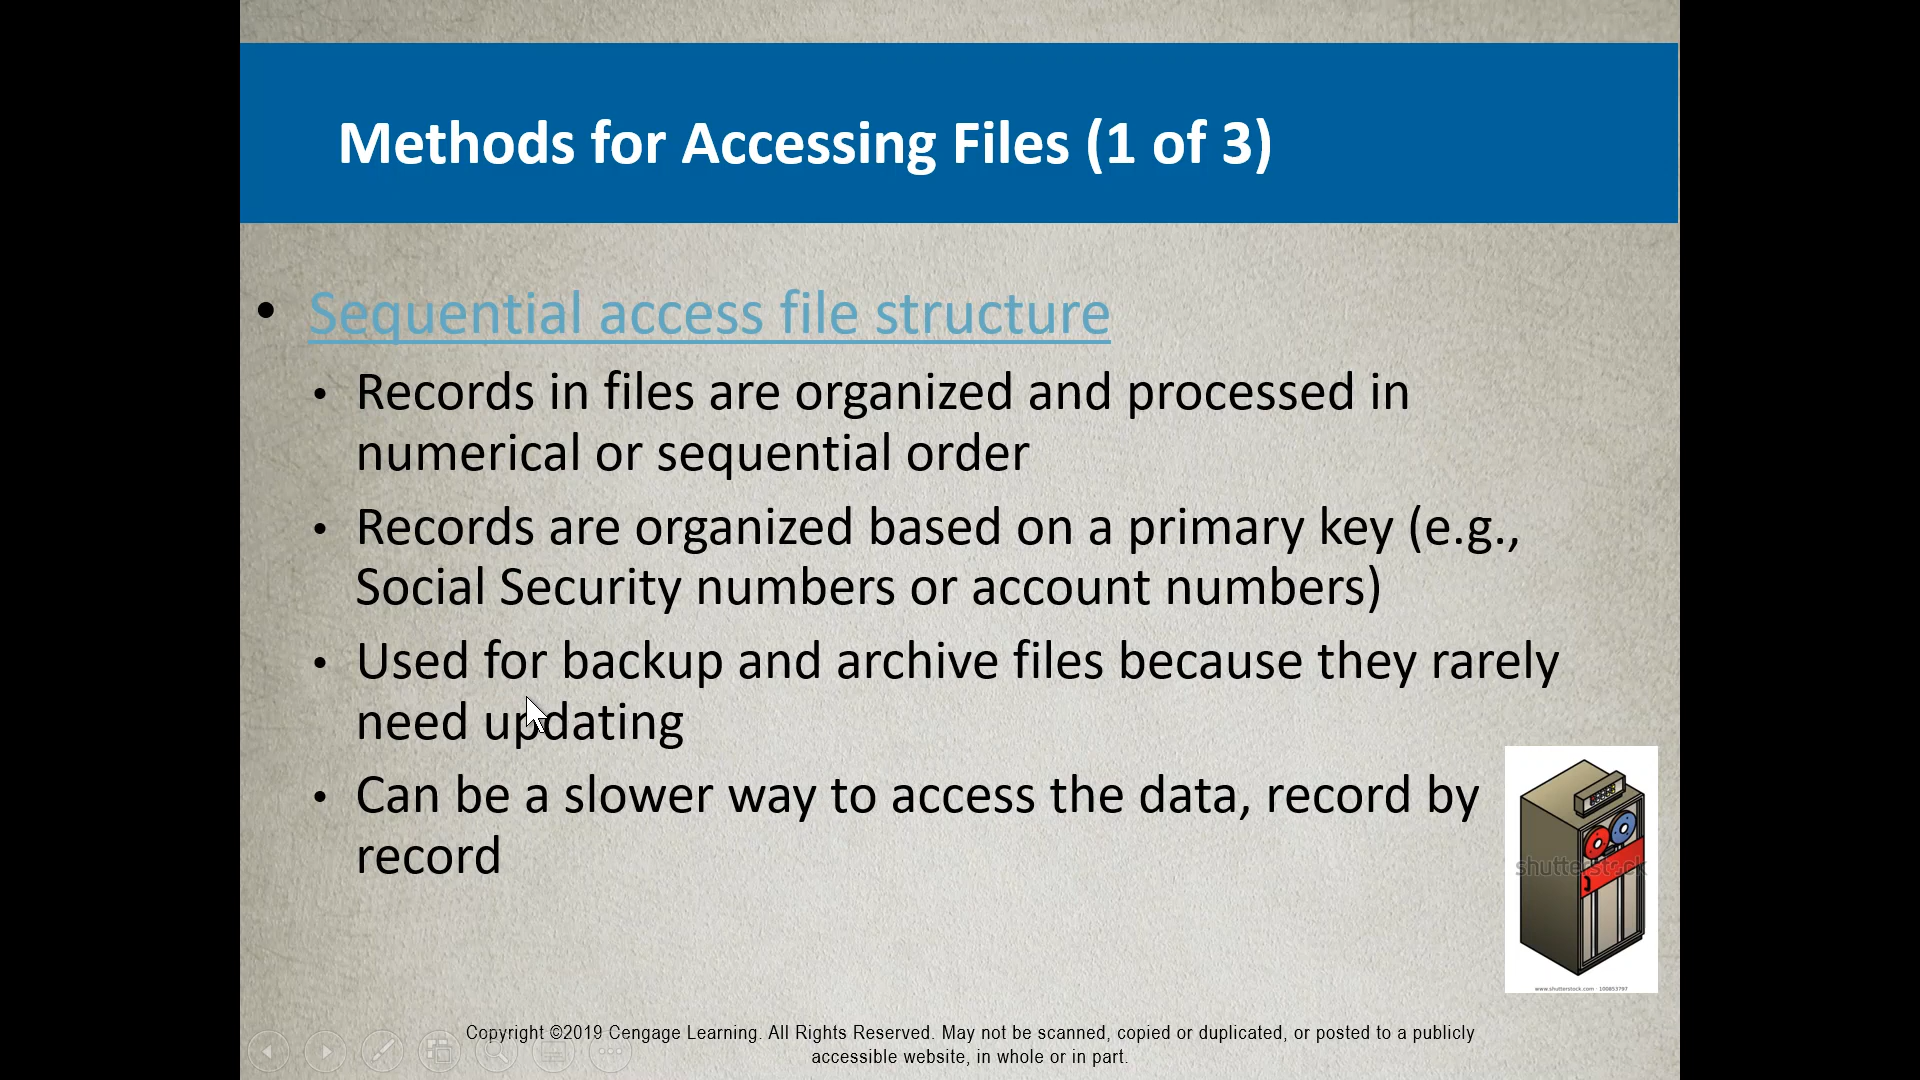 Methods for Accessing Files (1 of 3)
• Sequential access file structure
• Records in files are organized and processed in
numerical or sequential order
• Records are organized based on a primary key (e.g.,
Social Security numbers or account numbers)
• Used for backup and archive files because they rarely
need updating
• Can be a slower way to access the data, record by
record
shutterstock
www.shutterstock.com · 100853797
Copyright ©2019 Cengage Learning. All Rights Reserved. May not be scanned, copied or duplicated, or posted to a publicly
accessible website, in whole or in part.